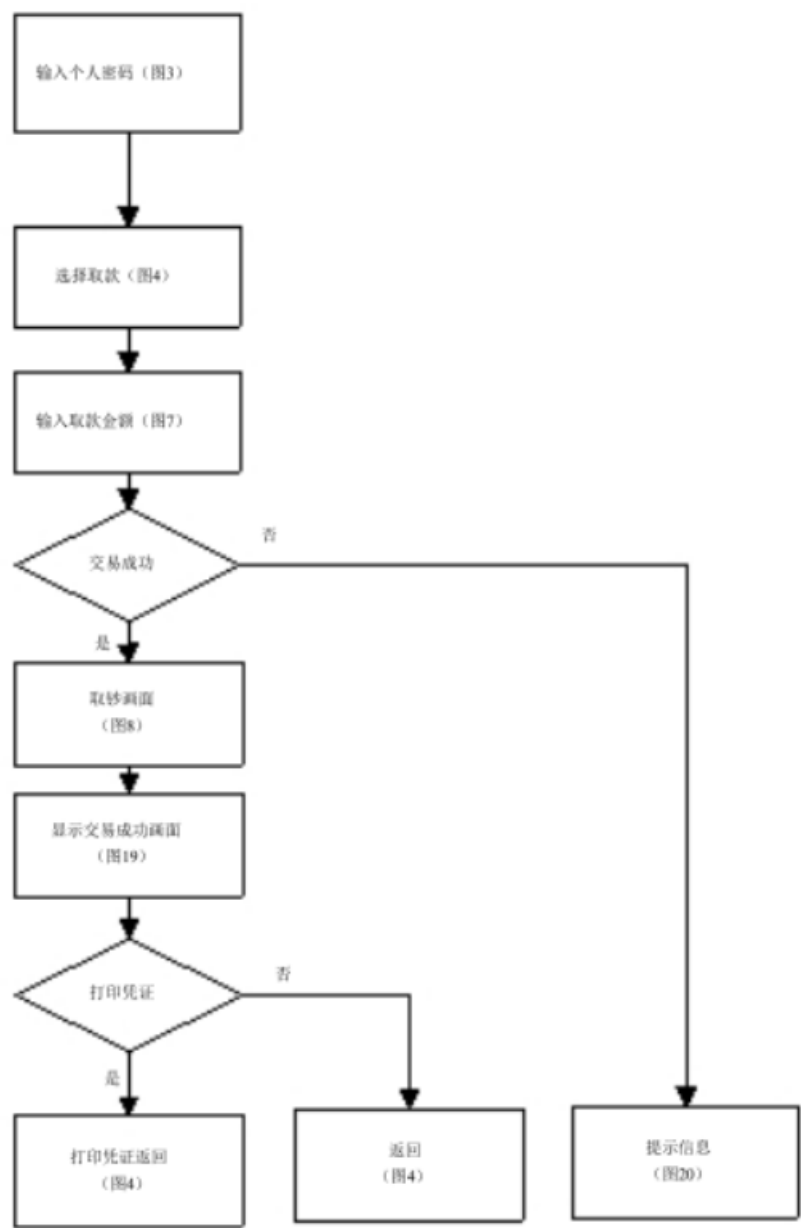 输入个人密码（图3）
选择取款（图4）
输入取款金额（图7）
交易成功
否
是
取钞画面
（图8）
显示交易成功画面
（图19）
打印凭证
否
是
打印凭证返回
（图4）
返回
（图4）
提示信息
（图20）